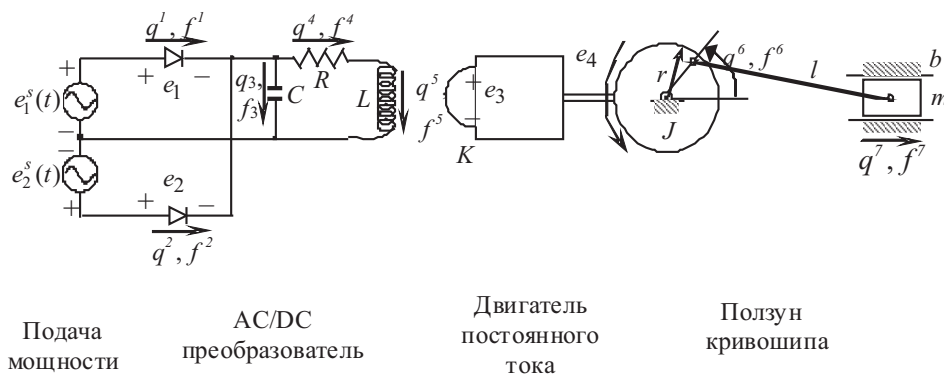 q¹, f¹
q⁴, f⁴
+
e₁
−
R
q₃,
f₃
C
e₁ˢ(t)
−
−
e₂ˢ(t)
+
+
e₂
−
q², f²
L
q⁵
f⁵
+
e₃
−
K
e₄
r
J
q⁶, f⁶
l
b
m
q⁷, f⁷
Подача
мощности
AC/DC
преобразователь
Двигатель
постоянного
тока
Ползун
кривошипа